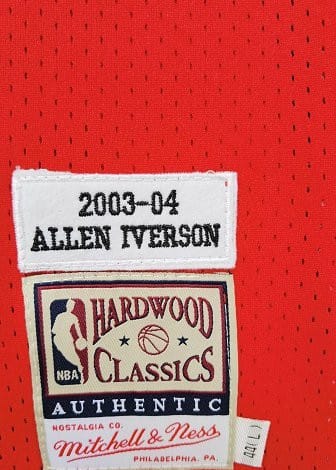 2003-04
ALLEN IVERSON
HARDWOOD
CLASSICS
NBA
AUTHENTIC
NOSTALGIA CO.
Mitchell & Ness
PHILADELPHIA, PA.
44(L)